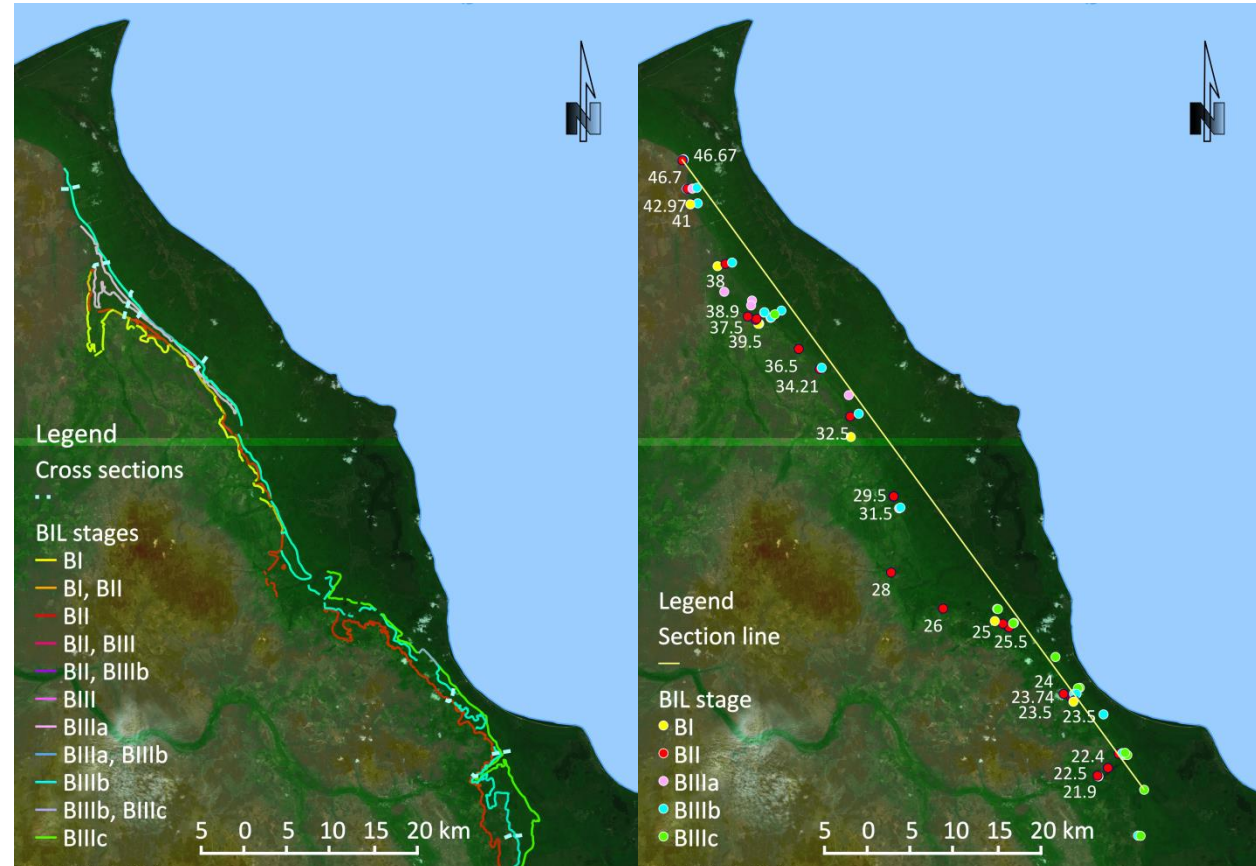 N
Legend
Cross sections
BIL stages
BI
BI, BII
BII
BII, BIII
BII, BIIIb
BIII
BIIIa
BIIIa, BIIIb
BIIIb
BIIIb, BIIIc
BIIIc
5 0 5 10 20 km
N
46.67
46.7
42.97
41
38
38.9
37.5
39.5
36.5
34.21
32.5
29.5
31.5
28
26
25
25.5
24
23.74
23.5 23.5
22.4
22.5
21.9
Legend
Section line
BIL stage
BI
BII
BIIIa
BIIIb
BIIIc
5 0 5 10 20 km